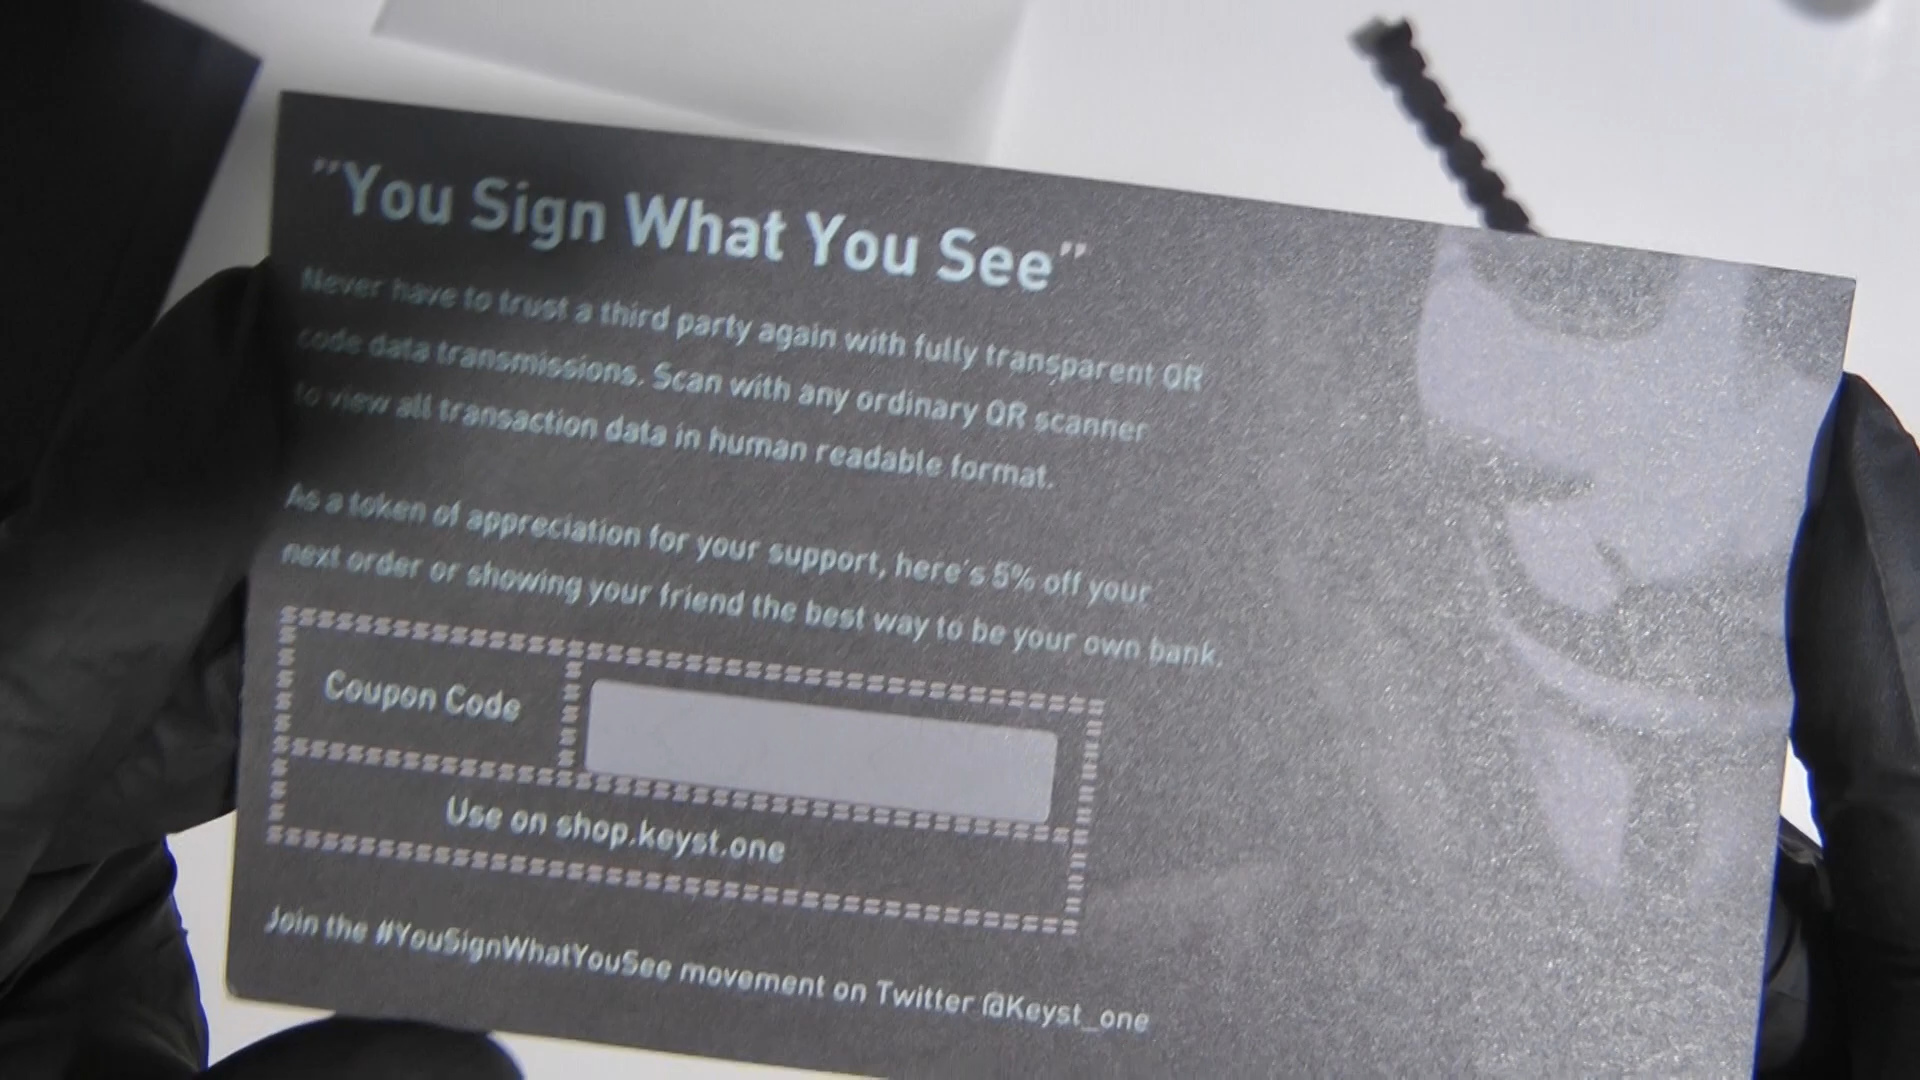 "You Sign What You See"
Never have to trust a third party again with fully transparent QR
code data transmissions. Scan with any ordinary QR scanner
to view all transaction data in human readable format.
As a token of appreciation for your support, here's 5% off your
next order or showing your friend the best way to be your own bank.
Coupon Code
Use on shop.keyst.one
Join the #YouSignWhatYouSee movement on Twitter @Keyst_one